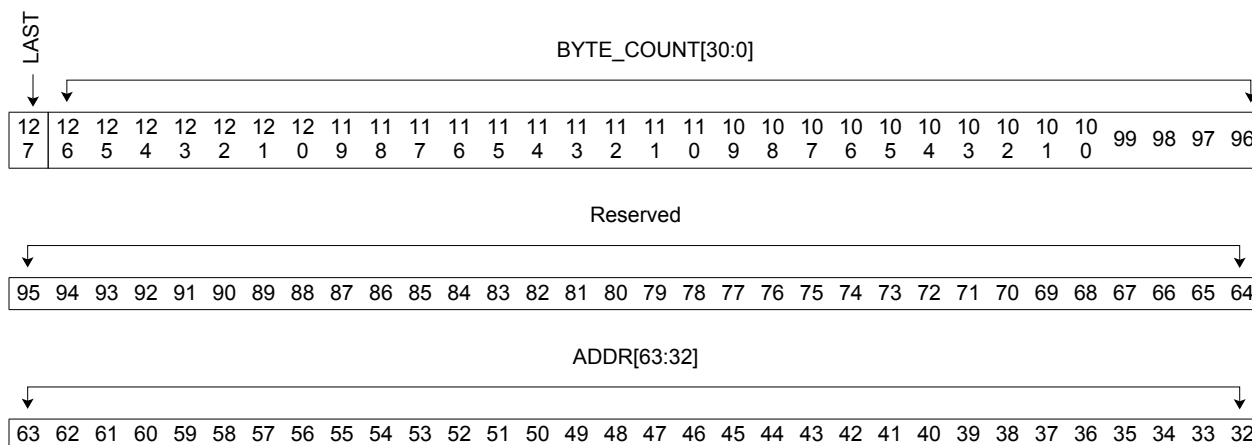 LAST
BYTE_COUNT[30:0]
127 126 125 124 123 122 121 120 119 118 117 116 115 114 113 112 111 110 109 108 107 106 105 104 103 102 101 100 99 98 97 96
Reserved
95 94 93 92 91 90 89 88 87 86 85 84 83 82 81 80 79 78 77 76 75 74 73 72 71 70 69 68 67 66 65 64
ADDR[63:32]
63 62 61 60 59 58 57 56 55 54 53 52 51 50 49 48 47 46 45 44 43 42 41 40 39 38 37 36 35 34 33 32